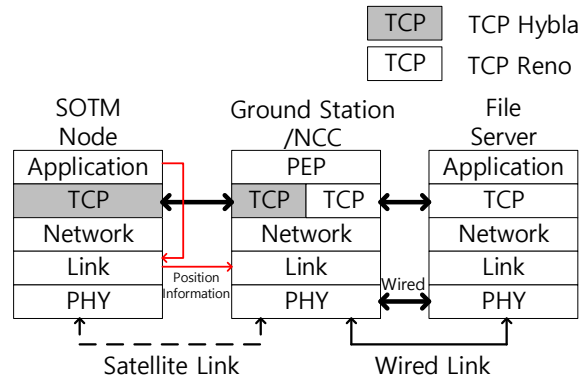 TCP TCP Hybla
TCP TCP Reno
SOTM
Node
Ground Station
/NCC
File
Server
Application
TCP
Network
Link
PHY
Position
Information
PEP
TCP TCP
Network
Link
PHY
Wired
Application
TCP
Network
Link
PHY
Satellite Link
Wired Link